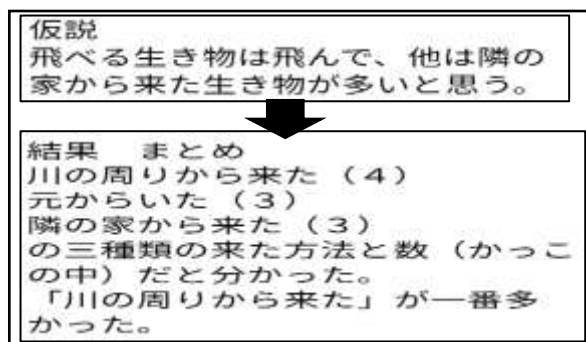 仮説
飛べる生き物は飛んで、他は隣の
家から来た生き物が多いと思う。
結果　まとめ
川の周りから来た（４）
元からいた（３）
隣の家から来た（３）
の三種類の来た方法と数（かっこ
の中）だと分かった。
「川の周りから来た」が一番多
かった。